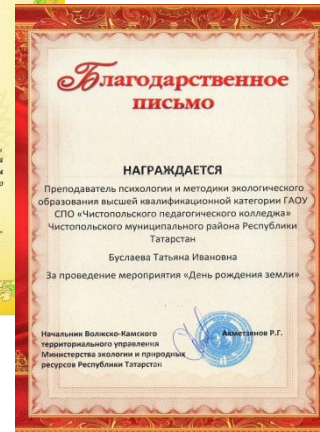 Благодарственное
письмо
НАГРАЖДАЕТСЯ
Преподаватель психологии и методики экологического
образования высшей квалификационной категории ГАОУ
СПО «Чистопольского педагогического колледжа»
Чистопольского муниципального района Республики
Татарстан
Буслаева Татьяна Ивановна
За проведение мероприятия «День рождения земли»
Начальник Волжско-Камского
территориального управления
Министерства экологии и природных
ресурсов Республики Татарстан
Ахметзянов Р.Г.